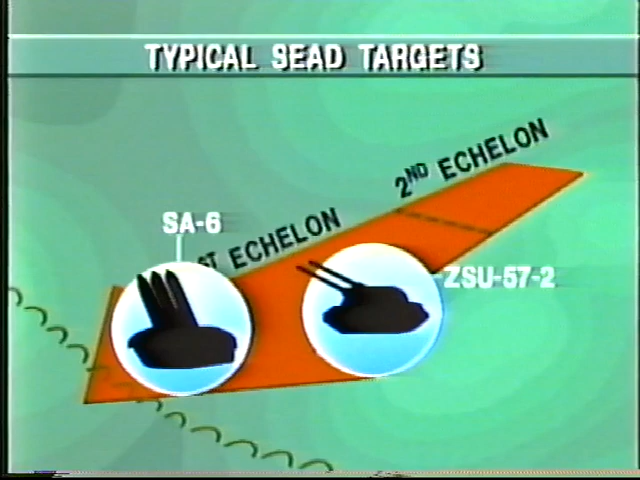 TYPICAL SEAD TARGETS
2ND ECHELON
SA-6
ST ECHELON
ZSU-57-2